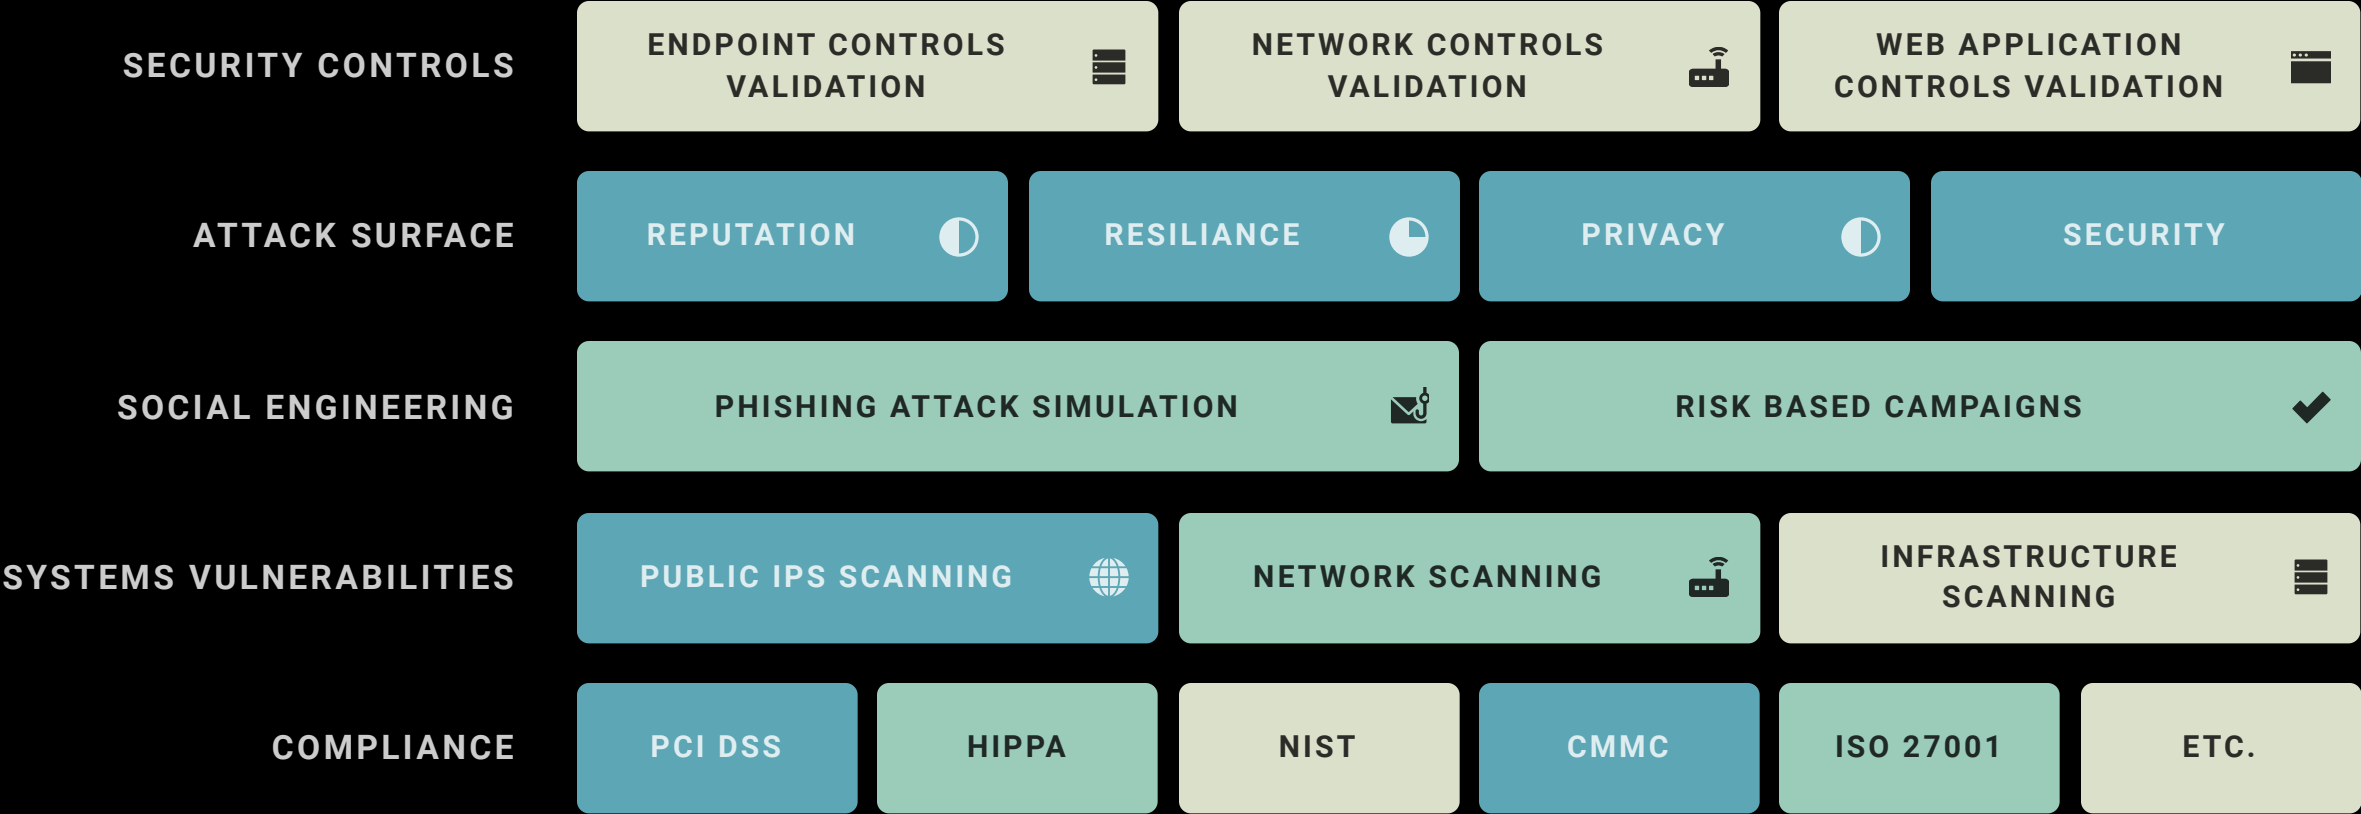 SECURITY CONTROLS
ENDPOINT CONTROLS
VALIDATION
NETWORK CONTROLS
VALIDATION
WEB APPLICATION
CONTROLS VALIDATION
ATTACK SURFACE
REPUTATION
RESILIANCE
PRIVACY
SECURITY
SOCIAL ENGINEERING
PHISHING ATTACK SIMULATION
RISK BASED CAMPAIGNS
SYSTEMS VULNERABILITIES
PUBLIC IPS SCANNING
NETWORK SCANNING
INFRASTRUCTURE
SCANNING
COMPLIANCE
PCI DSS
HIPPA
NIST
CMMC
ISO 27001
ETC.